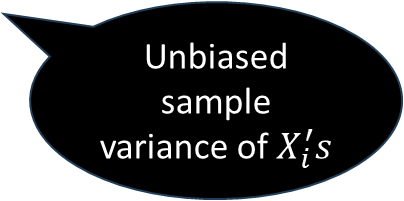 Unbiased
sample
variance of $X_i's$